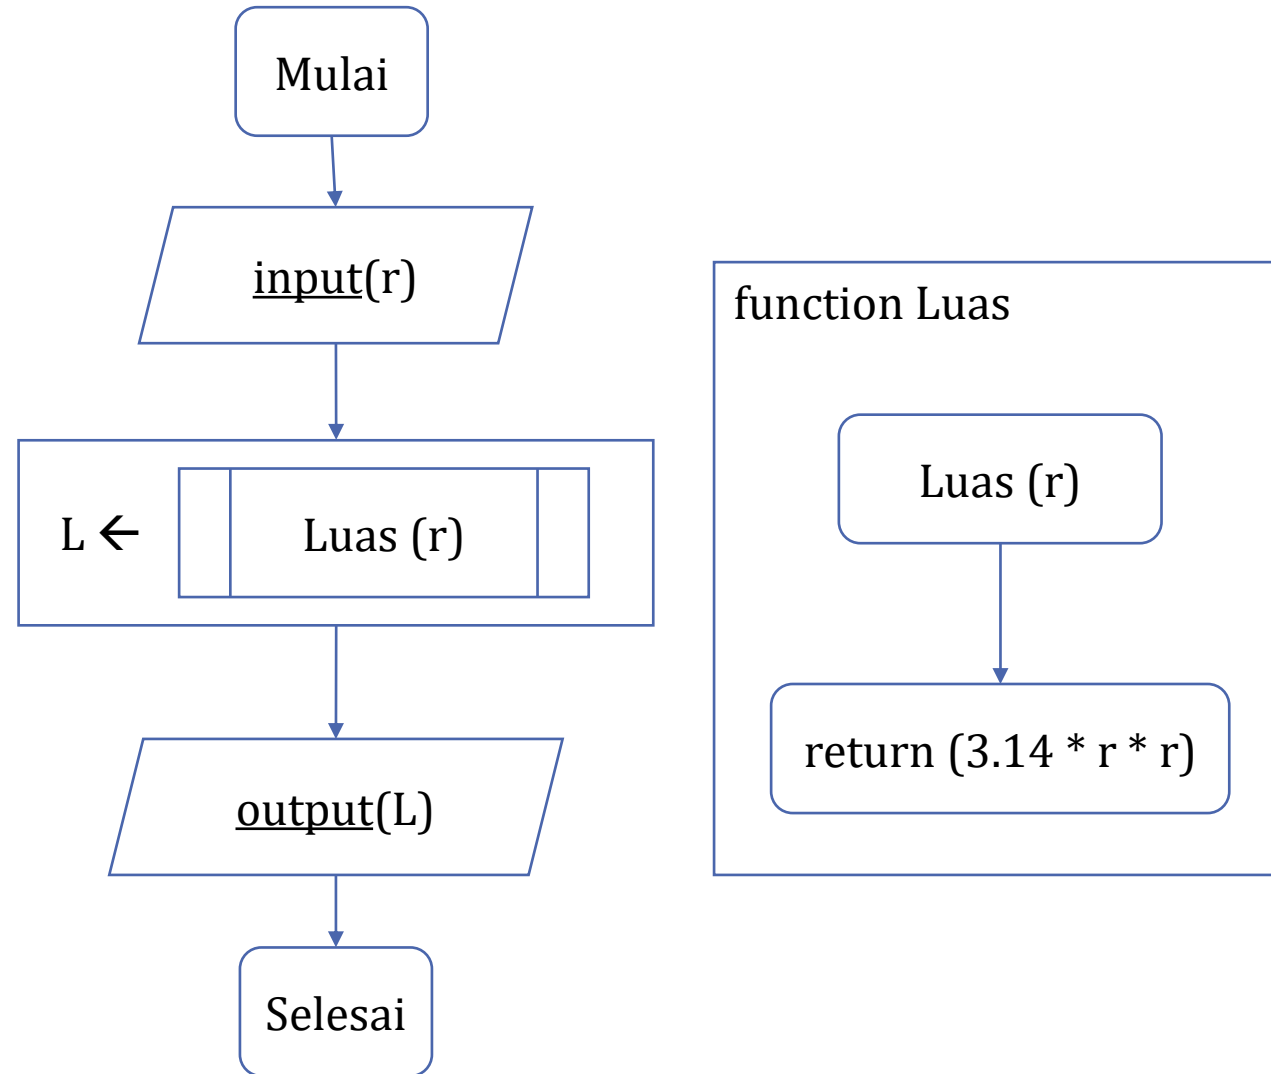 Mulai
input(r)
L ← Luas (r)
output(L)
Selesai
function Luas
Luas (r)
return (3.14 * r * r)